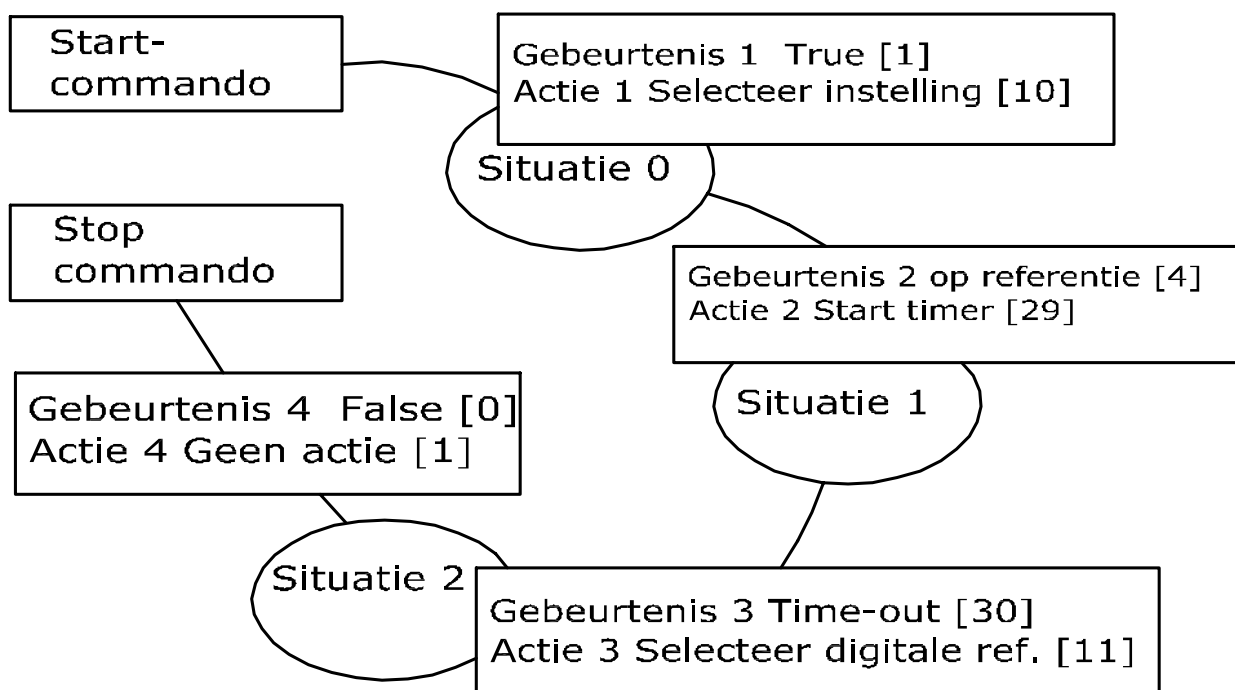 Start-
commando
Gebeurtenis 1 True [1]
Actie 1 Selecteer instelling [10]
Situatie 0
Stop
commando
Gebeurtenis 2 op referentie [4]
Actie 2 Start timer [29]
Situatie 1
Gebeurtenis 4 False [0]
Actie 4 Geen actie [1]
Situatie 2
Gebeurtenis 3 Time-out [30]
Actie 3 Selecteer digitale ref. [11]